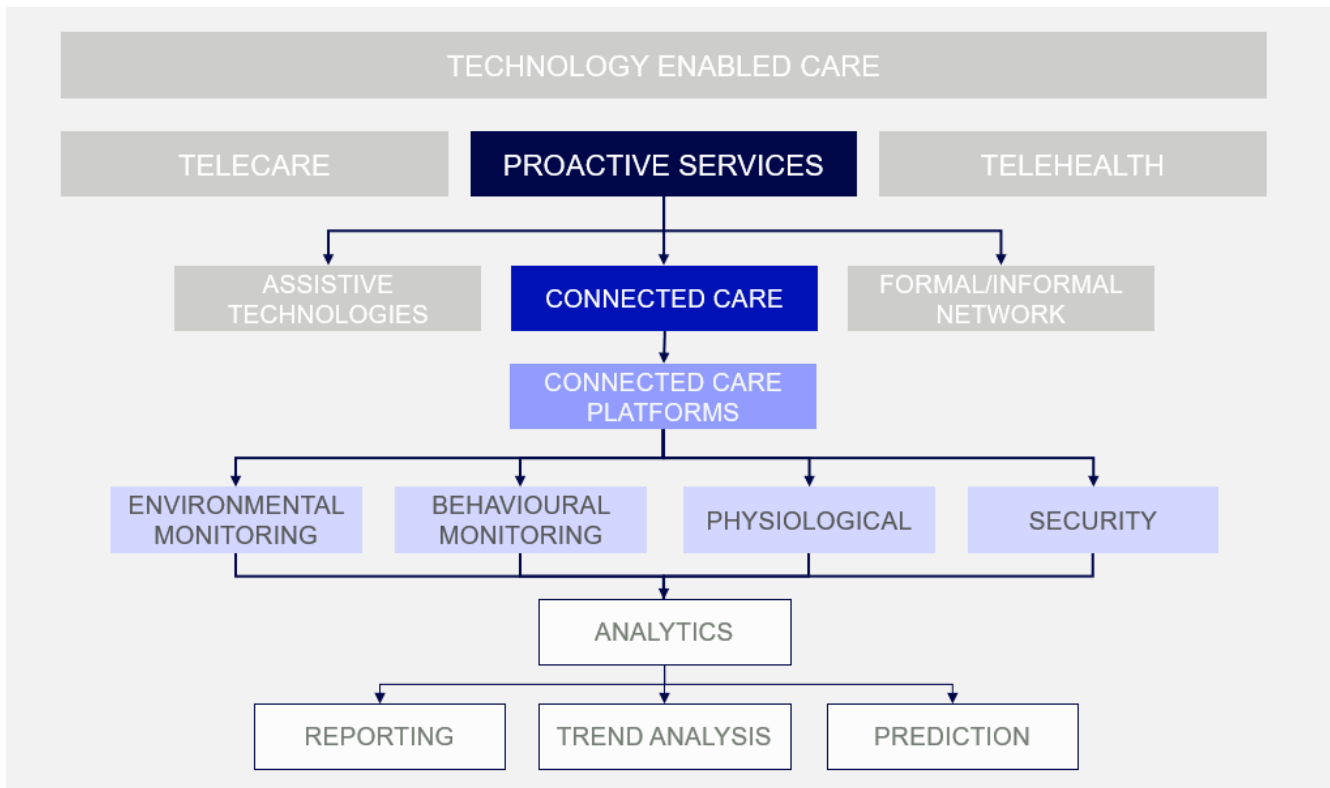 TECHNOLOGY ENABLED CARE
TELECARE
PROACTIVE SERVICES
TELEHEALTH
ASSISTIVE
TECHNOLOGIES
CONNECTED CARE
FORMAL/INFORMAL
NETWORK
CONNECTED CARE
PLATFORMS
ENVIRONMENTAL
MONITORING
BEHAVIOURAL
MONITORING
PHYSIOLOGICAL
SECURITY
ANALYTICS
REPORTING
TREND ANALYSIS
PREDICTION